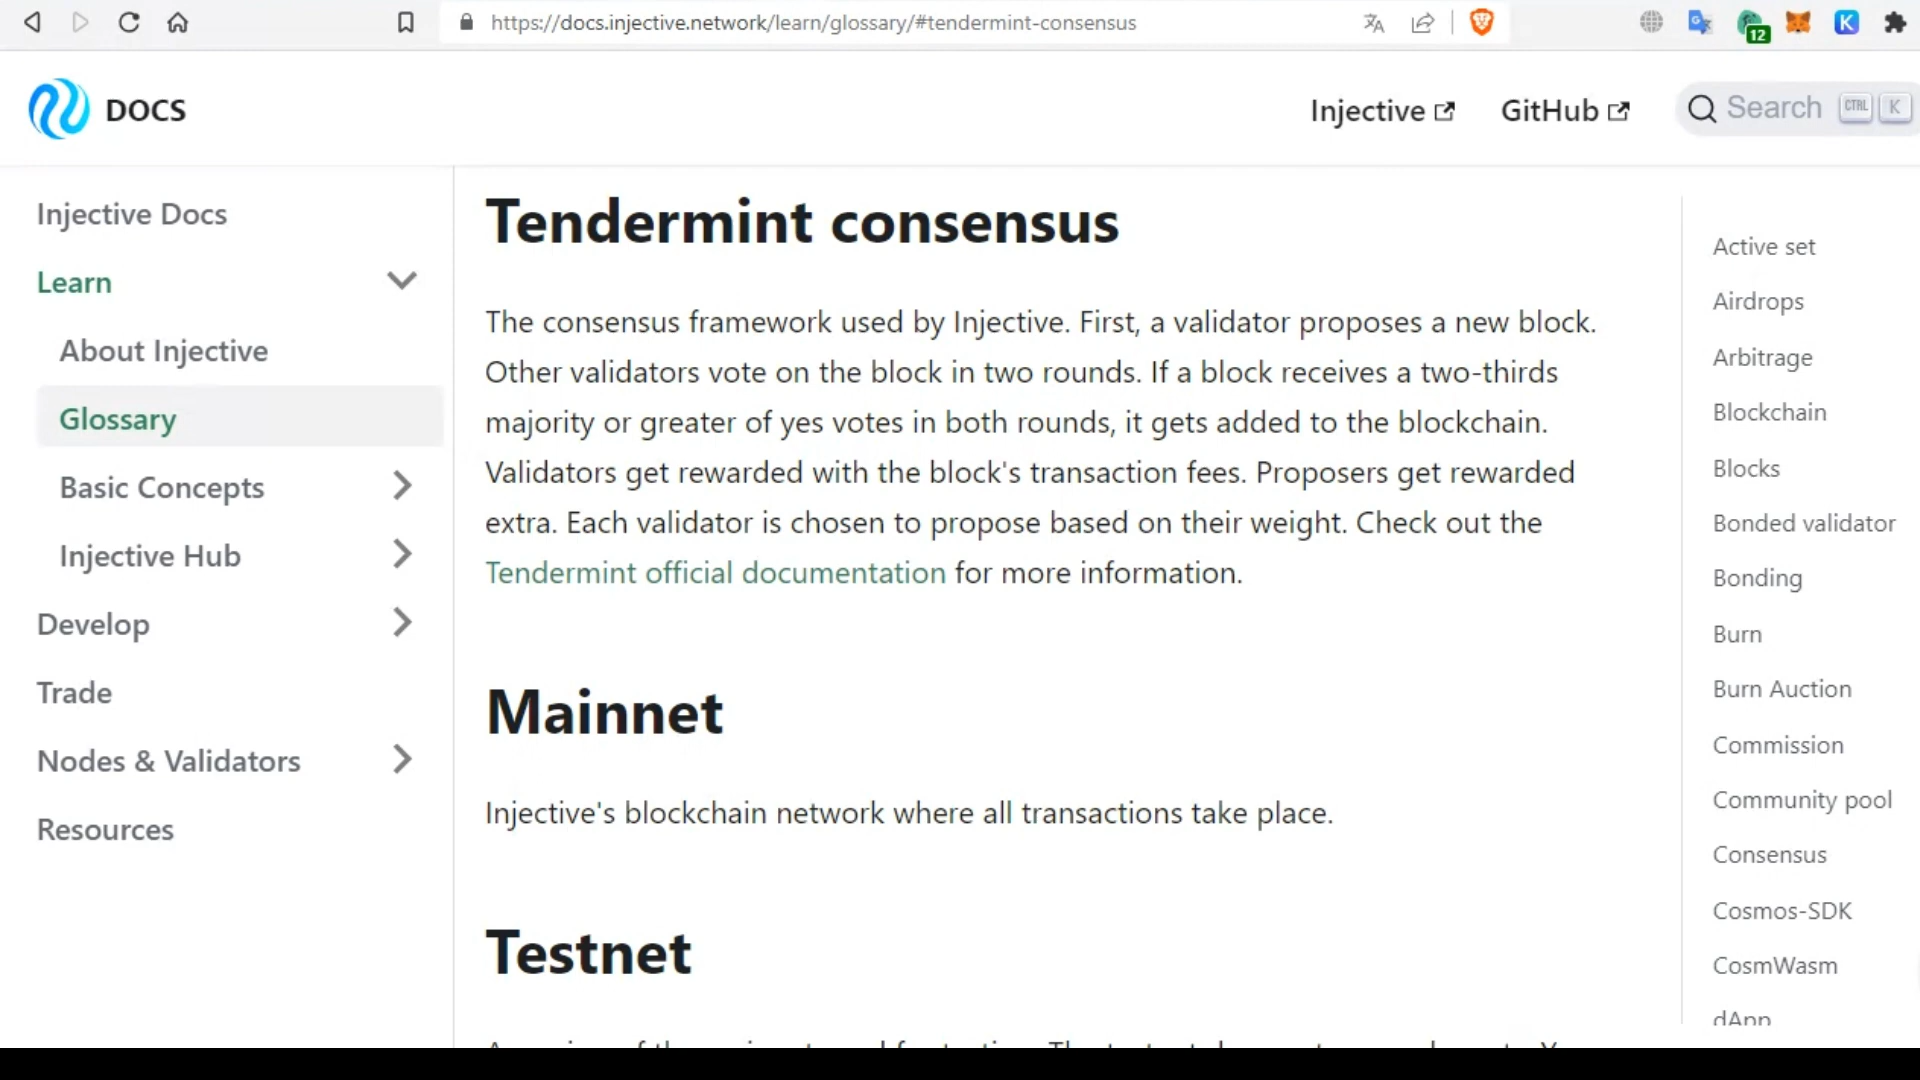 https://docs.injective.network/learn/glossary/#tendermint-consensus
12
K
DOCS
Injective
GitHub
Search
CTRL
K
Injective Docs
Learn
About Injective
Glossary
Basic Concepts
Injective Hub
Develop
Trade
Nodes & Validators
Resources
Tendermint consensus
The consensus framework used by Injective. First, a validator proposes a new block.
Other validators vote on the block in two rounds. If a block receives a two-thirds
majority or greater of yes votes in both rounds, it gets added to the blockchain.
Validators get rewarded with the block's transaction fees. Proposers get rewarded
extra. Each validator is chosen to propose based on their weight. Check out the
Tendermint official documentation for more information.
Mainnet
Injective's blockchain network where all transactions take place.
Testnet
Active set
Airdrops
Arbitrage
Blockchain
Blocks
Bonded validator
Bonding
Burn
Burn Auction
Commission
Community pool
Consensus
Cosmos-SDK
CosmWasm
dApp